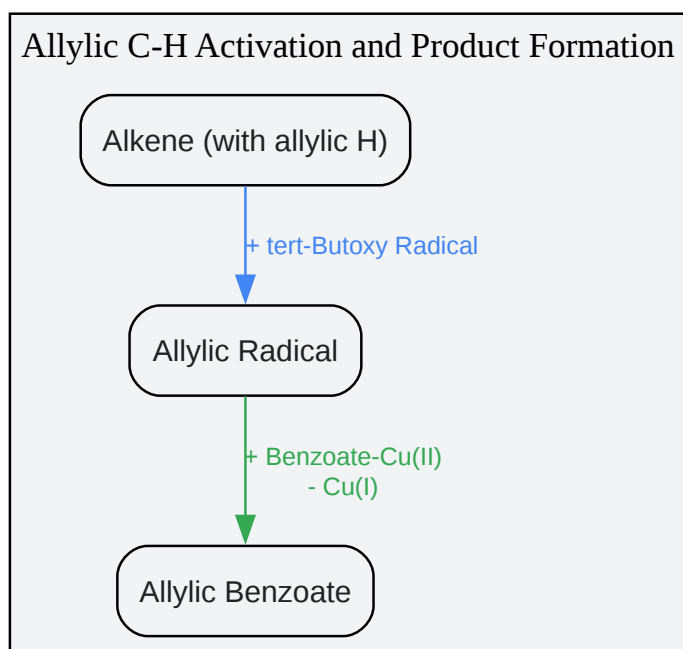 Allylic C-H Activation and Product Formation
Alkene (with allylic H)
+ tert-Butoxy Radical
Allylic Radical
+ Benzoate-Cu(II)
- Cu(I)
Allylic Benzoate